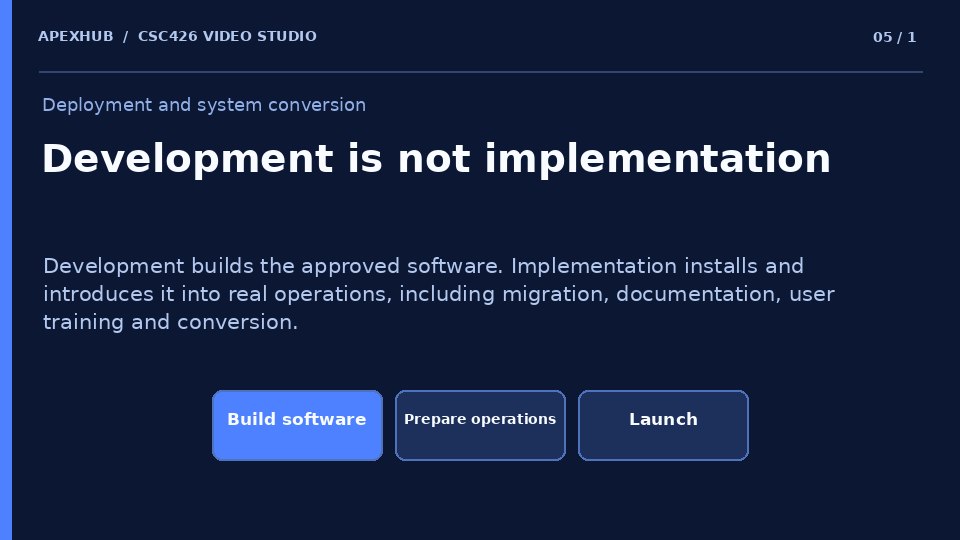 APEXHUB / CSC426 VIDEO STUDIO
05 / 1
Deployment and system conversion
Development is not implementation
Development builds the approved software. Implementation installs and
introduces it into real operations, including migration, documentation, user
training and conversion.
Build software
Prepare operations
Launch